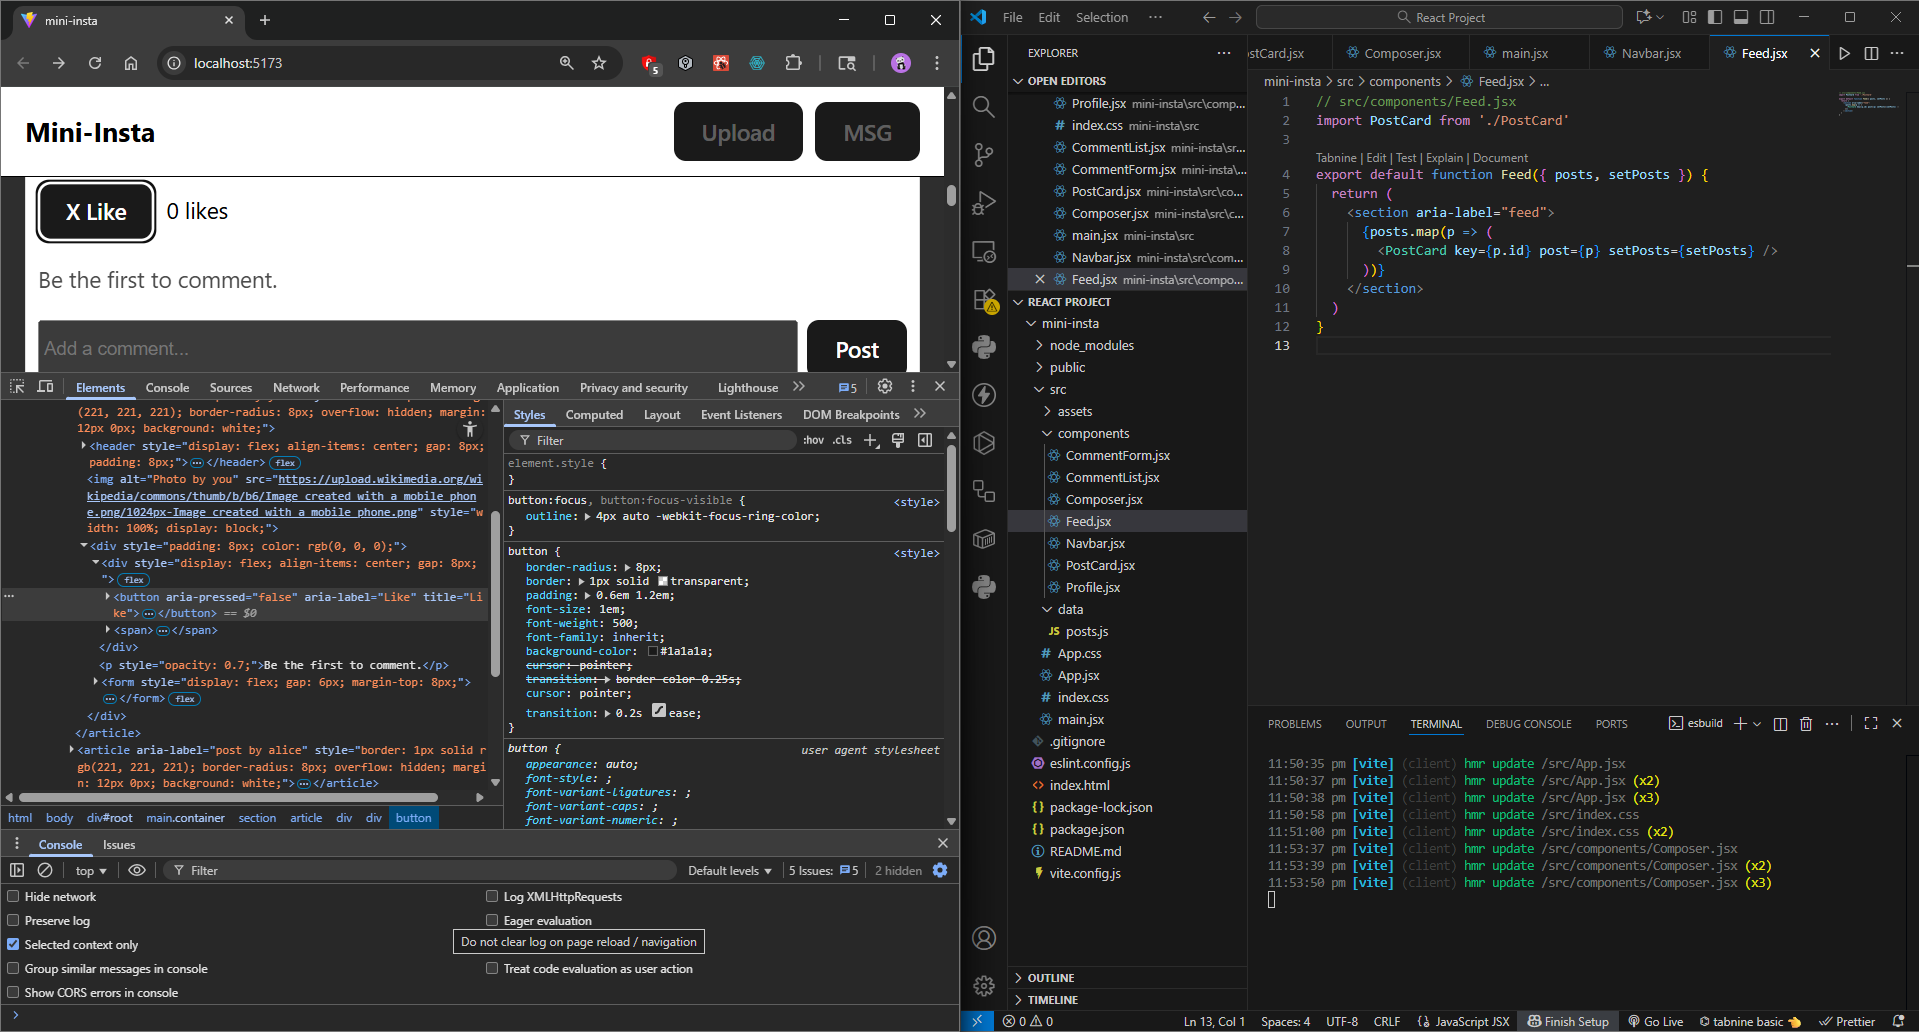 mini-insta
localhost:5173
5
Mini-Insta
Upload
MSG
X Like
0 likes
Be the first to comment.
Add a comment...
Post
Elements
Console
Sources
Network
Performance
Memory
Application
Privacy and security
Lighthouse
5
(221, 221, 221); border-radius: 8px; overflow: hidden; margin:
12px 0px; background: white;">
<header style="display: flex; align-items: center; gap: 8px;
padding: 8px;"></header> flex
<img alt="Photo by you" src="https://upload.wikimedia.org/wi
kipedia/commons/thumb/b/b6/Image_created_with_a_mobile_phon
e.png/1024px-Image_created_with_a_mobile_phone.png" style="w
idth: 100%; display: block;">
<div style="padding: 8px; color: rgb(0, 0, 0);">
<div style="display: flex; align-items: center; gap: 8px;
"> flex
<button aria-pressed="false" aria-label="Like" title="Li
ke"></button> == $0
<span></span>
</div>
<p style="opacity: 0.7;">Be the first to comment.</p>
<form style="display: flex; gap: 6px; margin-top: 8px;">
</form> flex
</div>
</article>
<article aria-label="post by alice" style="border: 1px solid r
gb(221, 221, 221); border-radius: 8px; overflow: hidden; margi
n: 12px 0px; background: white;"></article>
html body div#root main.container section article div div button
Styles
Computed
Layout
Event Listeners
DOM Breakpoints
Filter
:hov .cls
element.style {
}
button:focus, button:focus-visible { <style>
outline: 4px auto -webkit-focus-ring-color;
}
button { <style>
border-radius: 8px;
border: 1px solid transparent;
padding: 0.6em 1.2em;
font-size: 1em;
font-weight: 500;
font-family: inherit;
background-color: #1a1a1a;
cursor: pointer;
transition: border-color 0.25s;
cursor: pointer;
transition: 0.2s ease;
}
button { user agent stylesheet
appearance: auto;
font-style: ;
font-variant-ligatures: ;
font-variant-caps: ;
font-variant-numeric: ;
Console
Issues
top
Filter
Default levels
5 Issues: 5
2 hidden
Hide network
Log XMLHttpRequests
Preserve log
Eager evaluation
Selected context only
Do not clear log on page reload / navigation
Group similar messages in console
Treat code evaluation as user action
Show CORS errors in console
File
Edit
Selection
React Project
EXPLORER
OPEN EDITORS
Profile.jsx mini-insta\src\comp...
index.css mini-insta\src
CommentList.jsx mini-insta\sr...
CommentForm.jsx mini-insta\...
PostCard.jsx mini-insta\src\co...
Composer.jsx mini-insta\src\c...
main.jsx mini-insta\src
Navbar.jsx mini-insta\src\com...
Feed.jsx mini-insta\src\compo...
REACT PROJECT
mini-insta
node_modules
public
src
assets
components
CommentForm.jsx
CommentList.jsx
Composer.jsx
Feed.jsx
Navbar.jsx
PostCard.jsx
Profile.jsx
data
JS posts.js
App.css
App.jsx
index.css
main.jsx
.gitignore
eslint.config.js
index.html
package-lock.json
package.json
README.md
vite.config.js
OUTLINE
TIMELINE
ostCard.jsx
Composer.jsx
main.jsx
Navbar.jsx
Feed.jsx
mini-insta > src > components > Feed.jsx > ...
1 // src/components/Feed.jsx
2 import PostCard from './PostCard'
3
Tabnine | Edit | Test | Explain | Document
4 export default function Feed({ posts, setPosts }) {
5 return (
6 <section aria-label="feed">
7 {posts.map(p => (
8 <PostCard key={p.id} post={p} setPosts={setPosts} />
9 ))}
10 </section>
11 )
12 }
13
PROBLEMS
OUTPUT
TERMINAL
DEBUG CONSOLE
PORTS
esbuild
11:50:35 pm [vite] (client) hmr update /src/App.jsx
11:50:37 pm [vite] (client) hmr update /src/App.jsx (x2)
11:50:38 pm [vite] (client) hmr update /src/App.jsx (x3)
11:50:58 pm [vite] (client) hmr update /src/index.css
11:51:00 pm [vite] (client) hmr update /src/index.css (x2)
11:53:37 pm [vite] (client) hmr update /src/components/Composer.jsx
11:53:39 pm [vite] (client) hmr update /src/components/Composer.jsx (x2)
11:53:50 pm [vite] (client) hmr update /src/components/Composer.jsx (x3)
0 0
Ln 13, Col 1
Spaces: 4
UTF-8
CRLF
JavaScript JSX
Finish Setup
Go Live
tabnine basic
Prettier